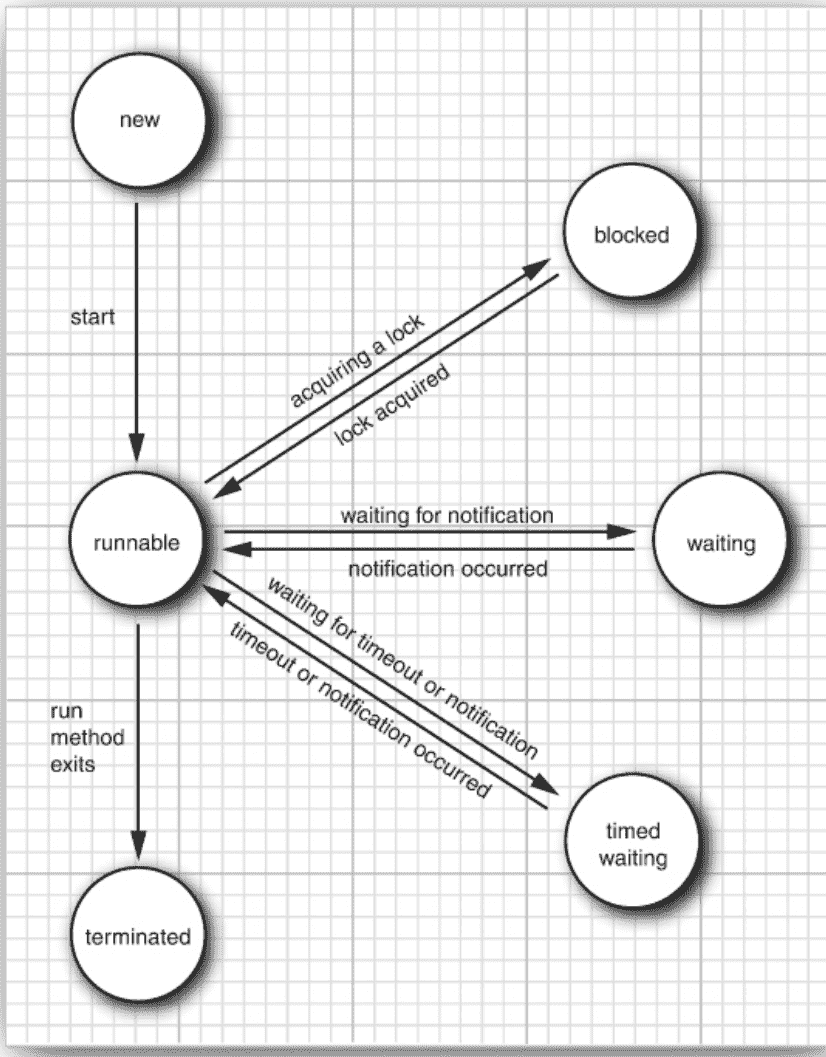 new
blocked
start
acquiring a lock
lock acquired
runnable
waiting for notification
waiting
notification occurred
waiting for timeout or notification
timeout or notification occurred
run
method
exits
timed
waiting
terminated